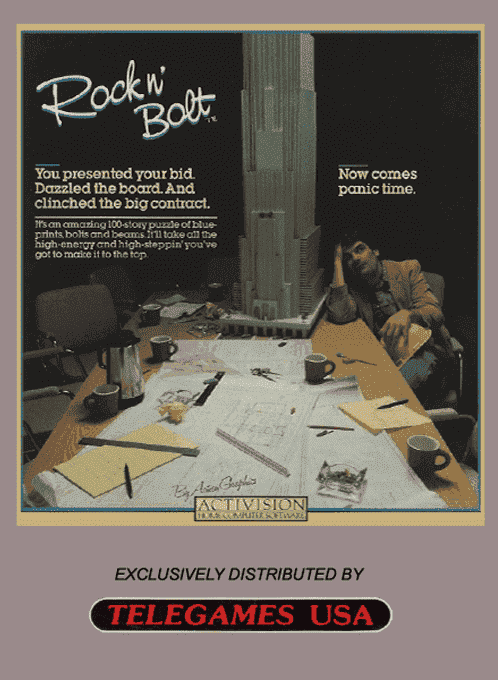 Rock n'
Bolt
You presented your bid.
Dazzled the board. And
clinched the big contract.
It's an amazing 100-story puzzle of blue-
prints, bolts and beams. It'll take all the
high-energy and high-steppin' you've
got to make it to the top.
Now comes
panic time.
By Action Graphics
ACTIVISION
HOME COMPUTER SOFTWARE
EXCLUSIVELY DISTRIBUTED BY
TELEGAMES USA